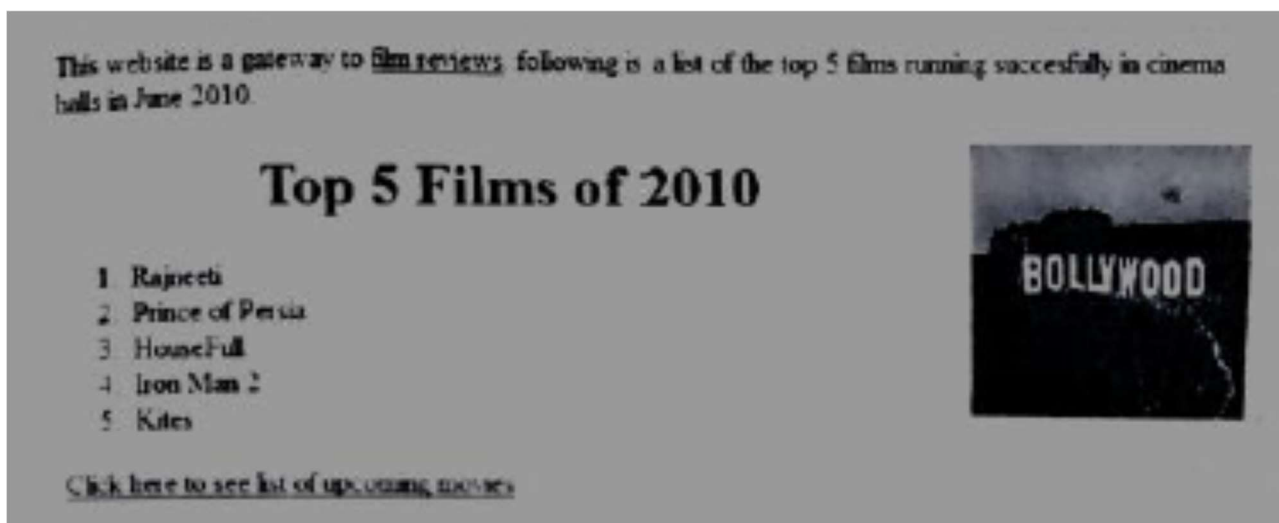 This website is a gateway to film reviews. following is a list of the top 5 films running succesfully in cinema
halls in June 2010.
Top 5 Films of 2010
BOLLYWOOD
1. Rajneeti
2. Prince of Persia
3. HouseFull
4. Iron Man 2
5. Kites
Click here to see list of upcoming movies